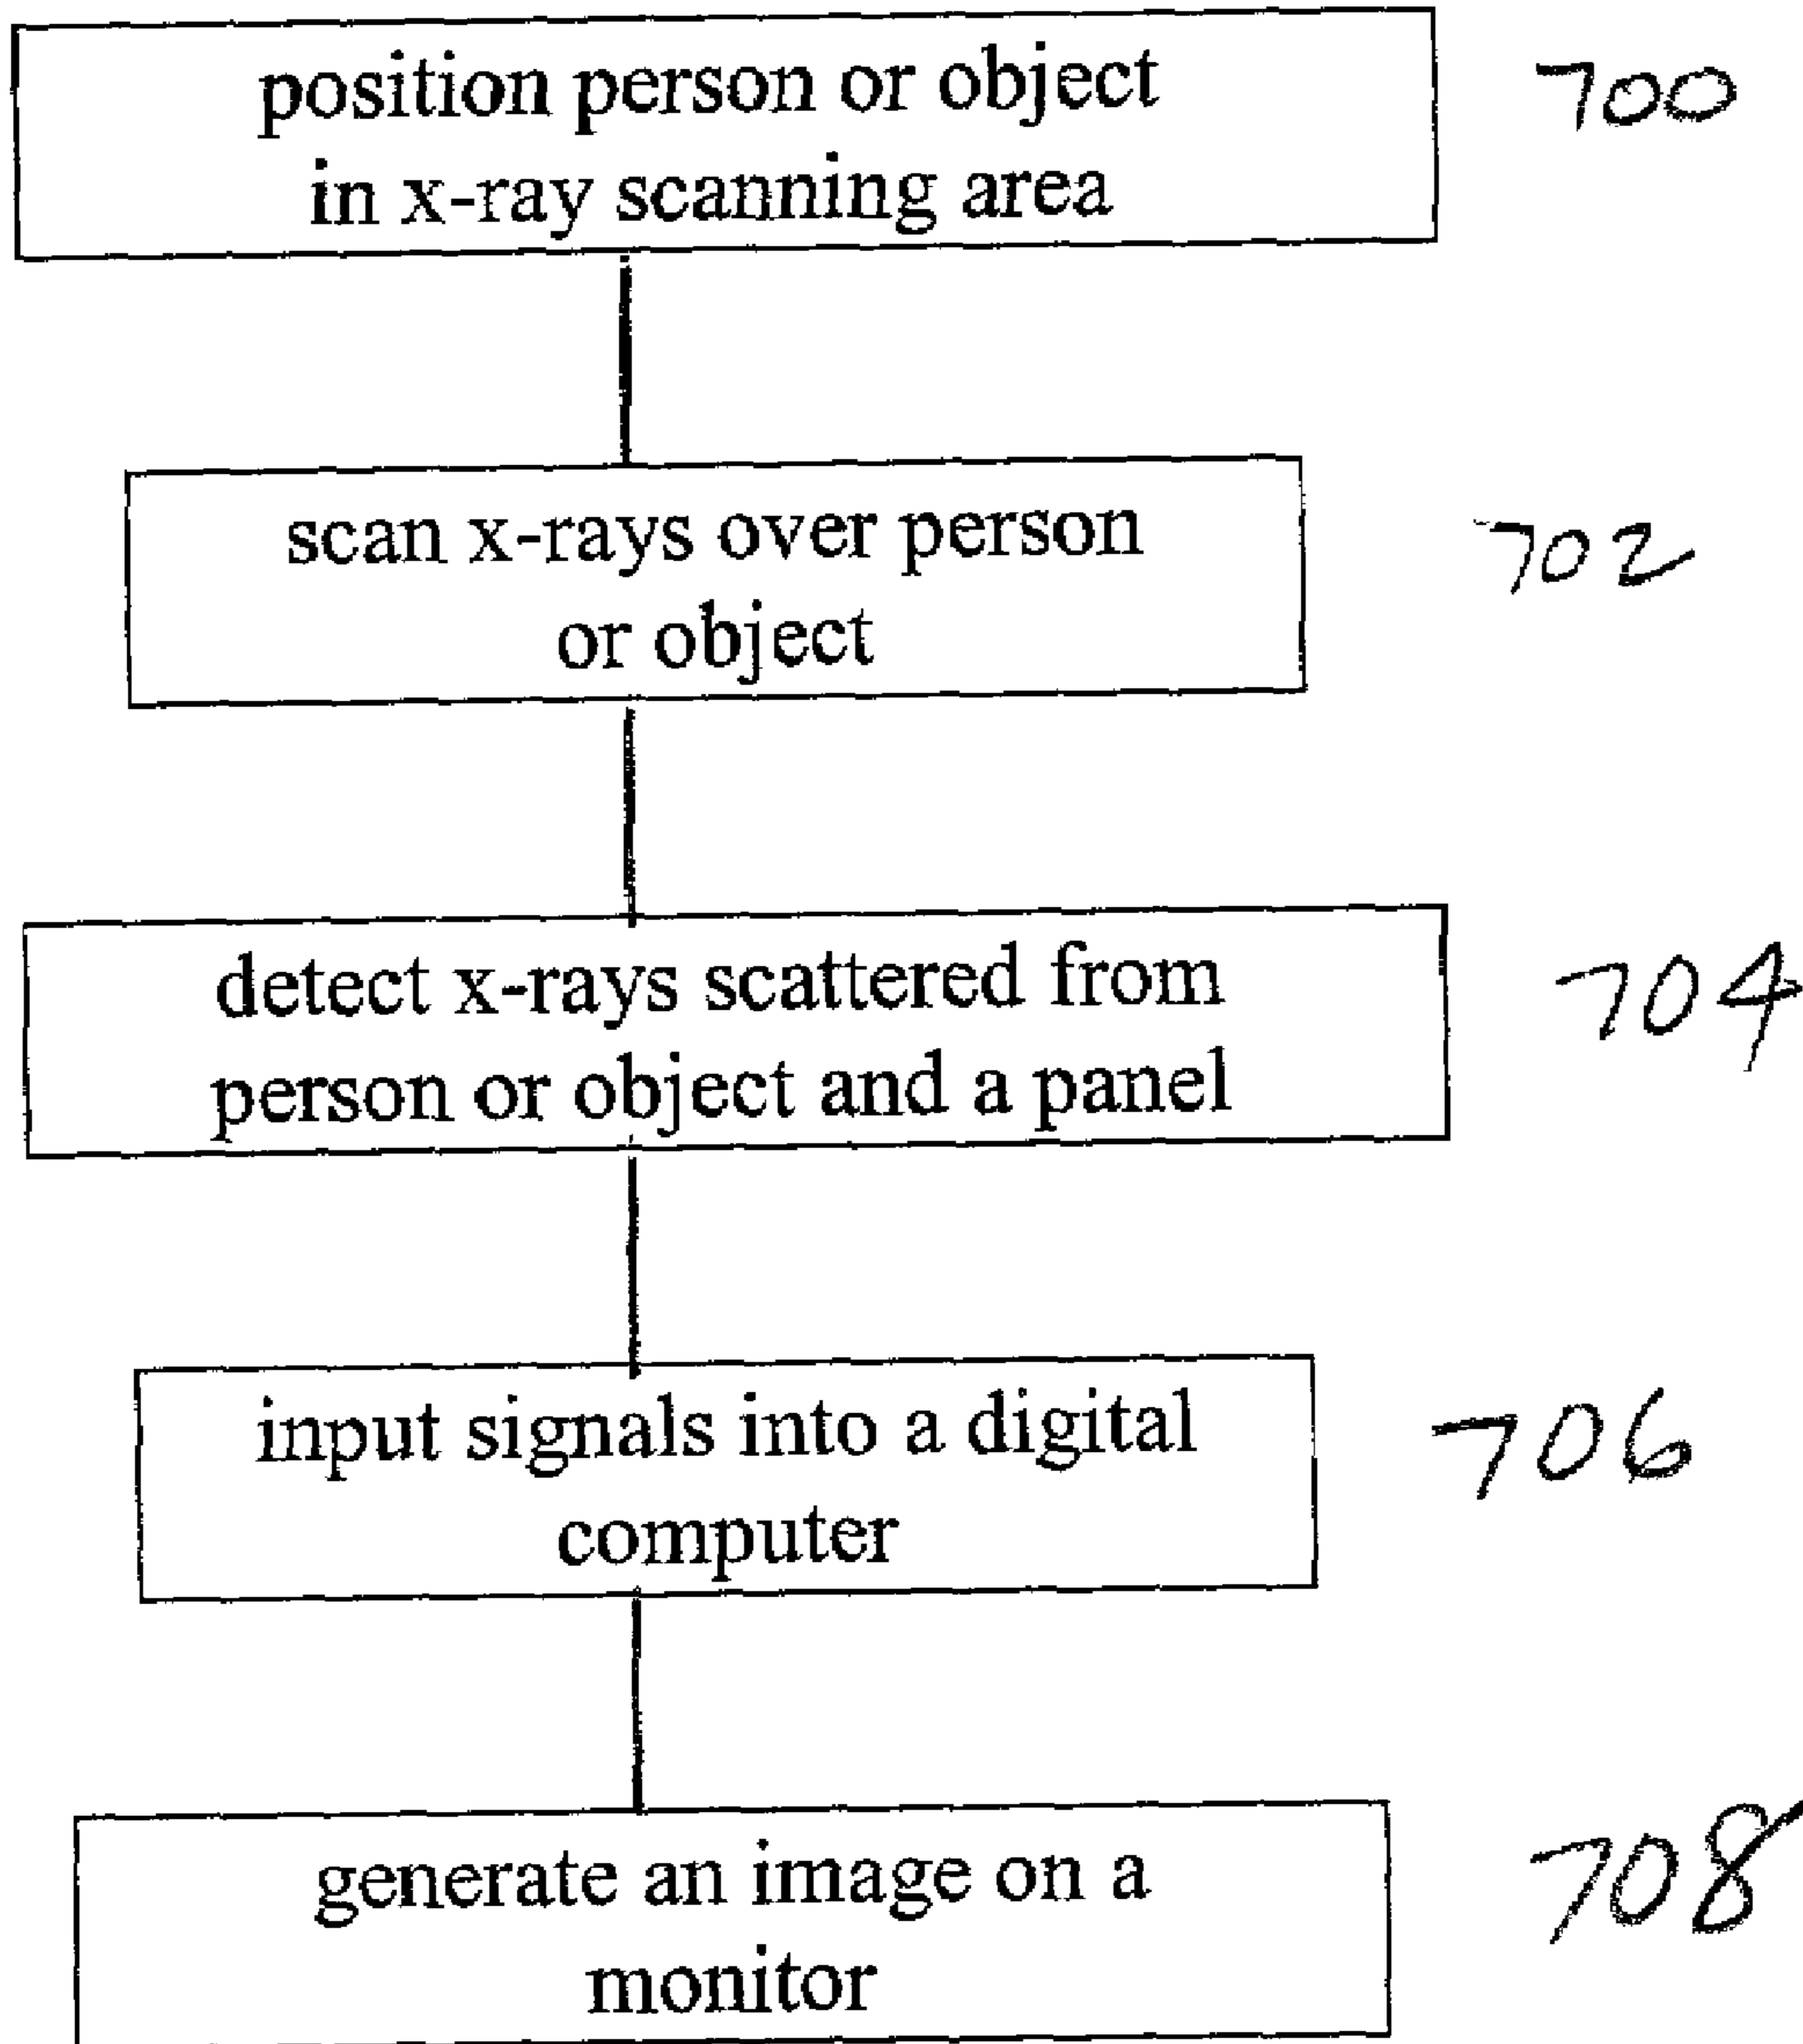 position person or object
in x-ray scanning area
700
scan x-rays over person
or object
702
detect x-rays scattered from
person or object and a panel
704
input signals into a digital
computer
706
generate an image on a
monitor
708